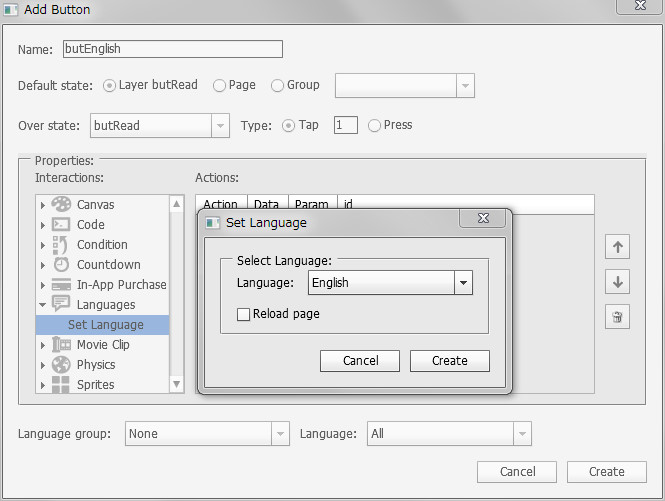 Add Button
Name: butEnglish
Default state: Layer butRead Page Group
Over state: butRead Type: Tap 1 Press
Properties:
Interactions: Actions:
Canvas Action Data Param id
Code
Set Language
Condition
Select Language:
Countdown
In-App Purchase Language: English
Languages
Set Language Reload page
Movie Clip
Physics Cancel Create
Sprites
Language group: None Language: All
Cancel Create